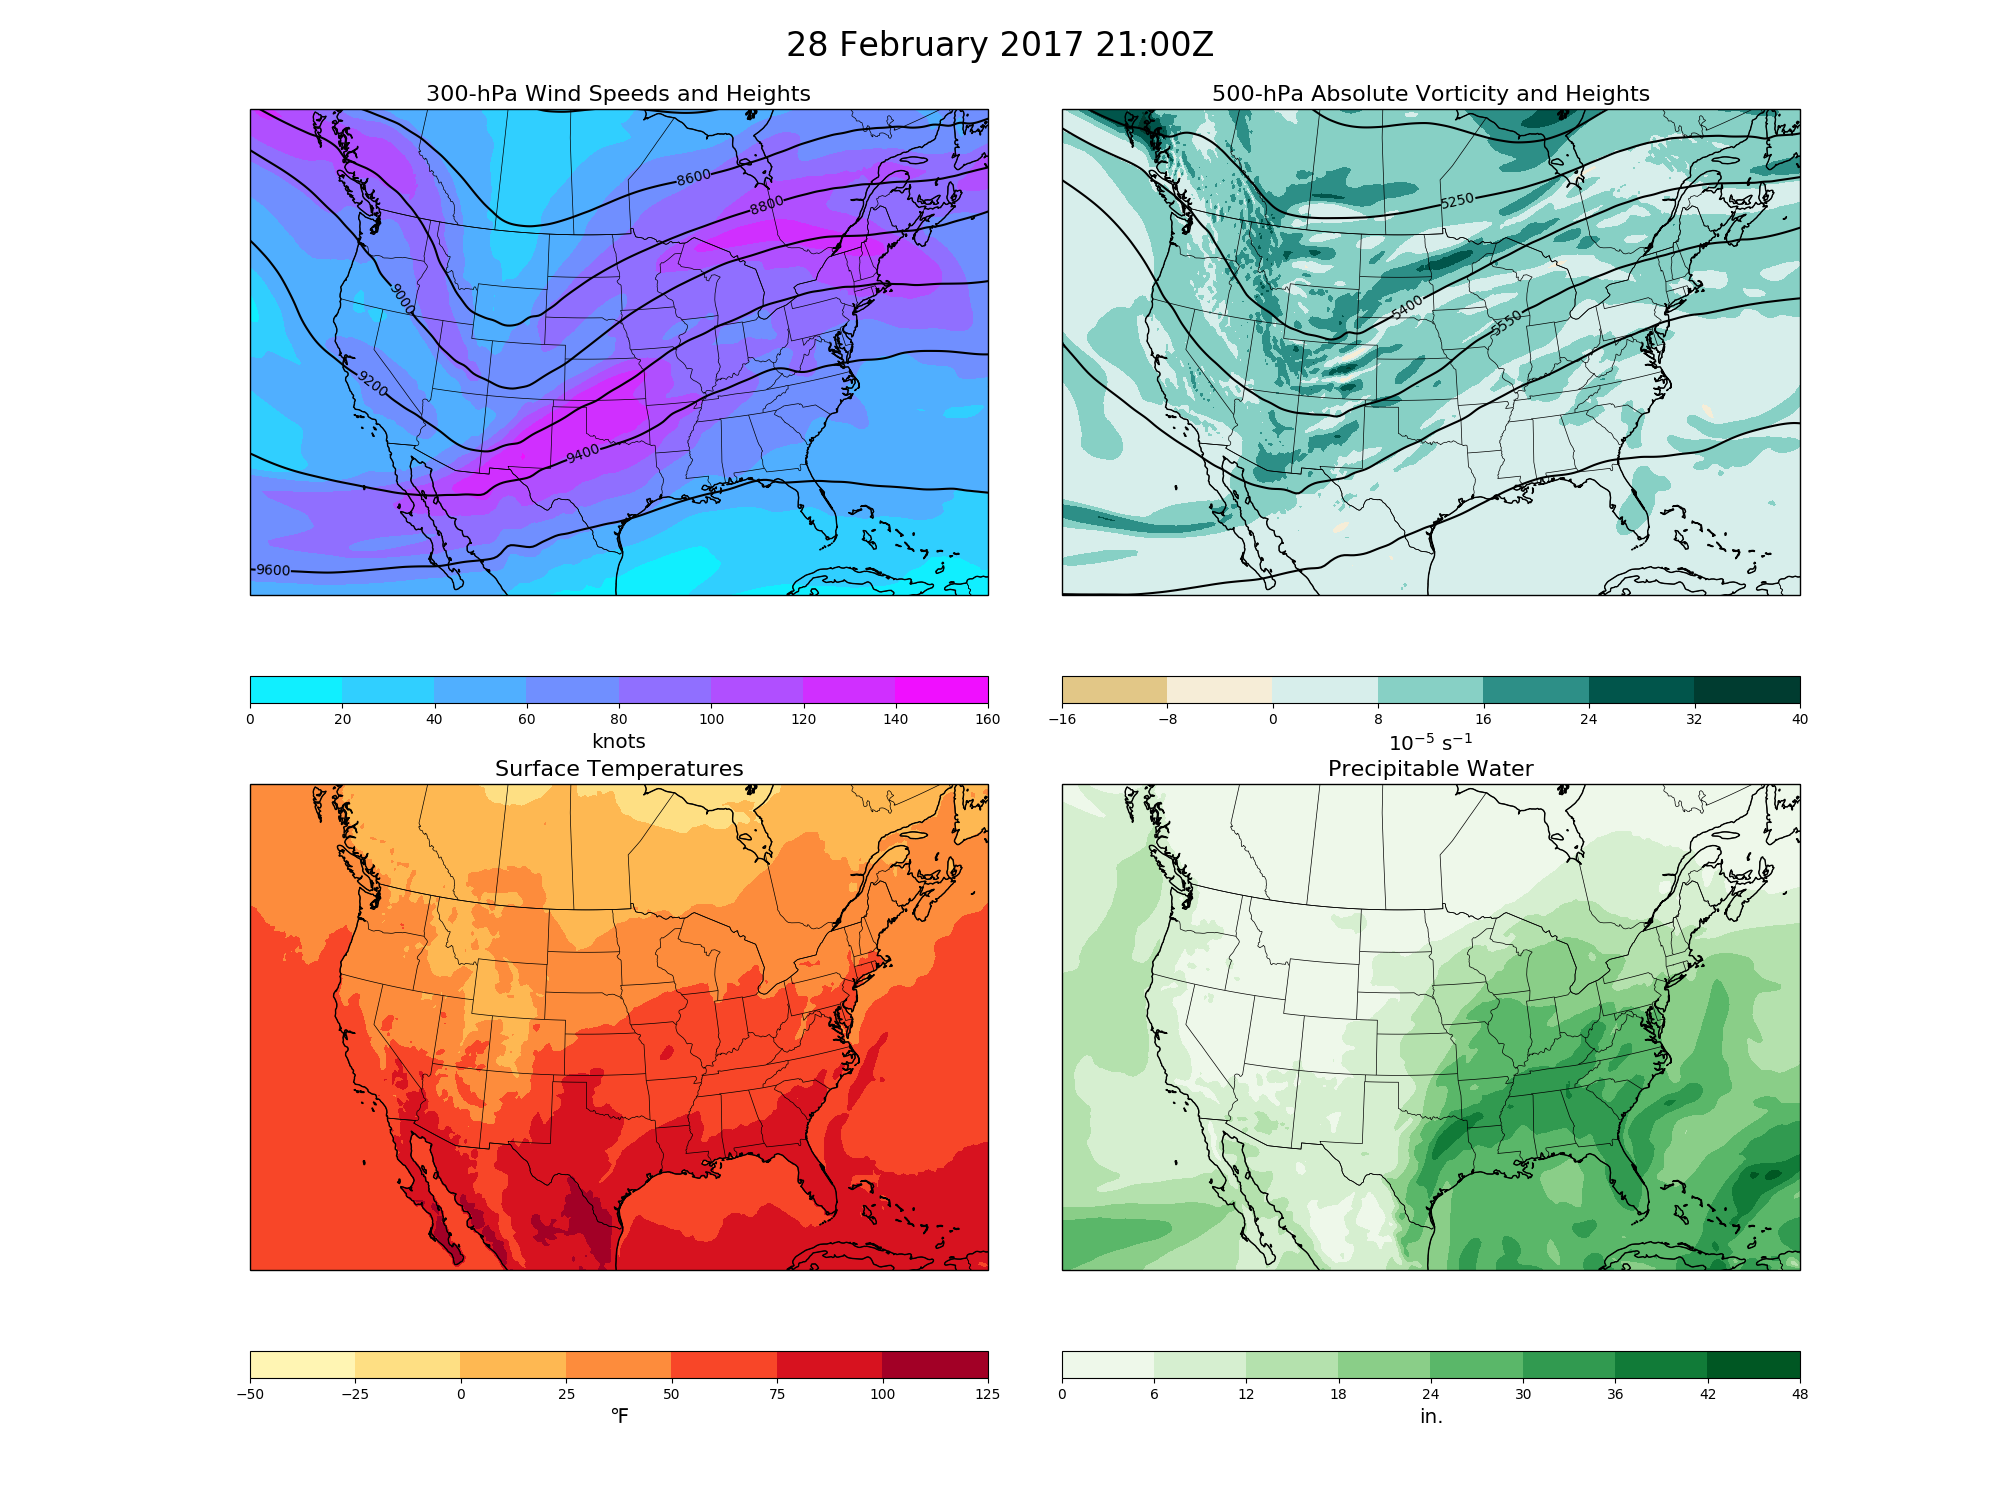 28 February 2017 21:00Z
300-hPa Wind Speeds and Heights
8600
8800
9000
9200
9400
9600
0 20 40 60 80 100 120 140 160
knots
500-hPa Absolute Vorticity and Heights
5250
5400
5550
−16 −8 0 8 16 24 32 40
10⁻⁵ s⁻¹
Surface Temperatures
−50 −25 0 25 50 75 100 125
°F
Precipitable Water
0 6 12 18 24 30 36 42 48
in.